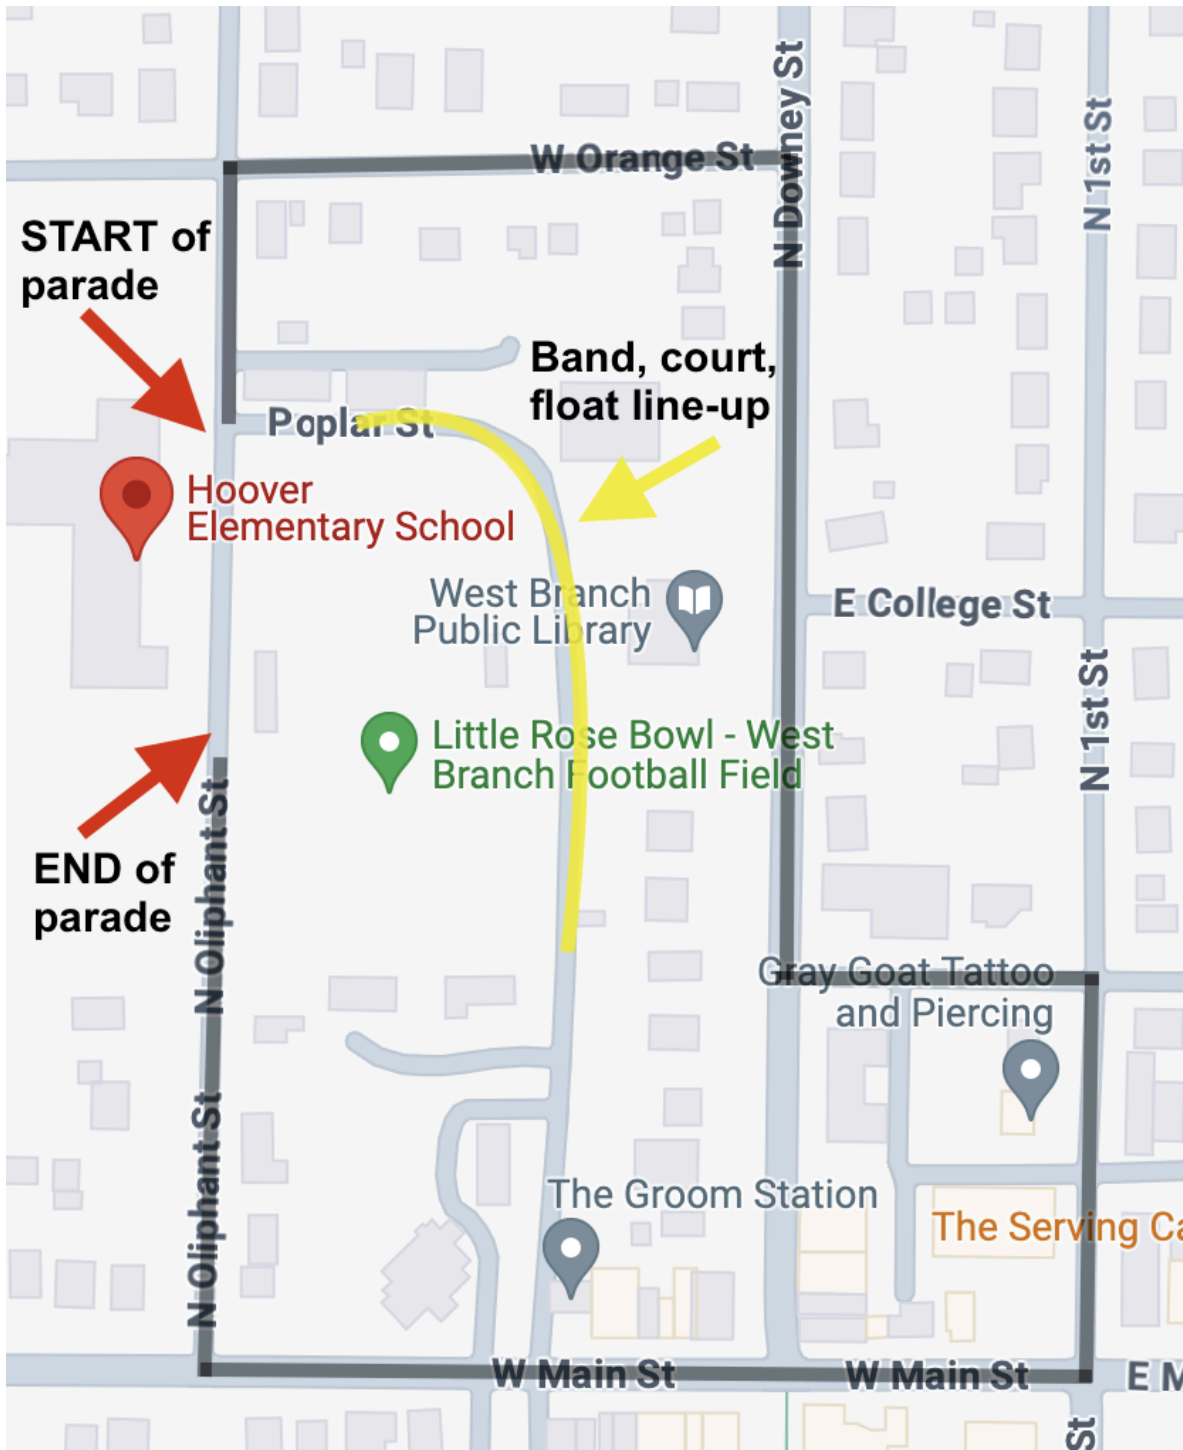 N Downey St
W Orange St
N 1st St
START of
parade
Band, court,
float line-up
Poplar St
Hoover
Elementary School
West Branch
Public Library
E College St
N 1st St
Little Rose Bowl - West
Branch Football Field
END of
parade
N Oliphant St
Gray Goat Tattoo
and Piercing
N Oliphant St
The Groom Station
The Serving Ca
W Main St
W Main St
E M
St